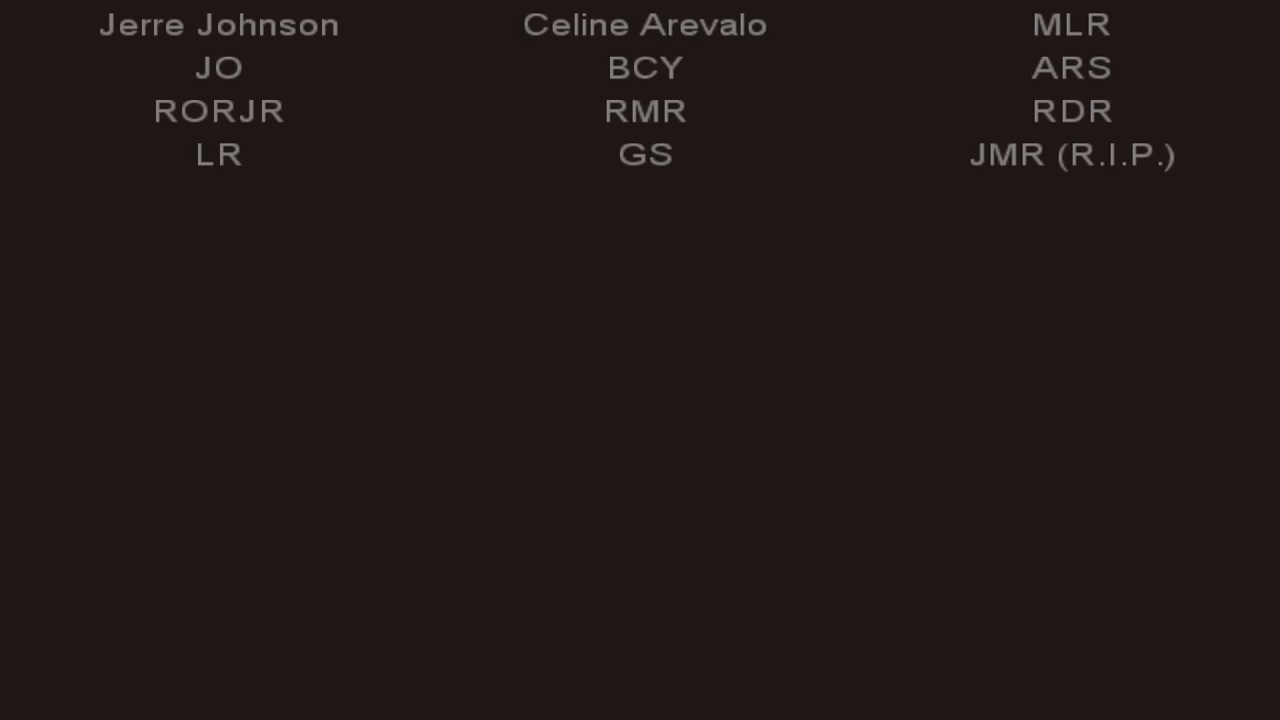 Jerre Johnson Celine Arevalo MLR
JO BCY ARS
RORJR RMR RDR
LR GS JMR (R.I.P.)